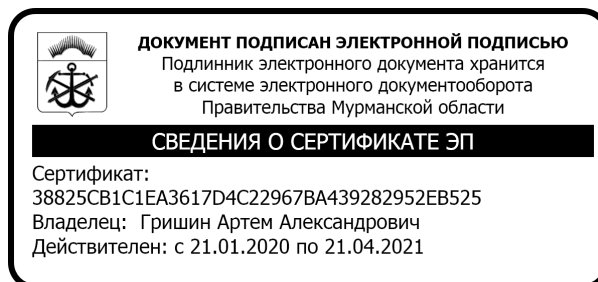 ДОКУМЕНТ ПОДПИСАН ЭЛЕКТРОННОЙ ПОДПИСЬЮ
Подлинник электронного документа хранится
в системе электронного документооборота
Правительства Мурманской области
СВЕДЕНИЯ О СЕРТИФИКАТЕ ЭП
Сертификат:
38825CB1C1EA3617D4C22967BA439282952EB525
Владелец: Гришин Артем Александрович
Действителен: с 21.01.2020 по 21.04.2021